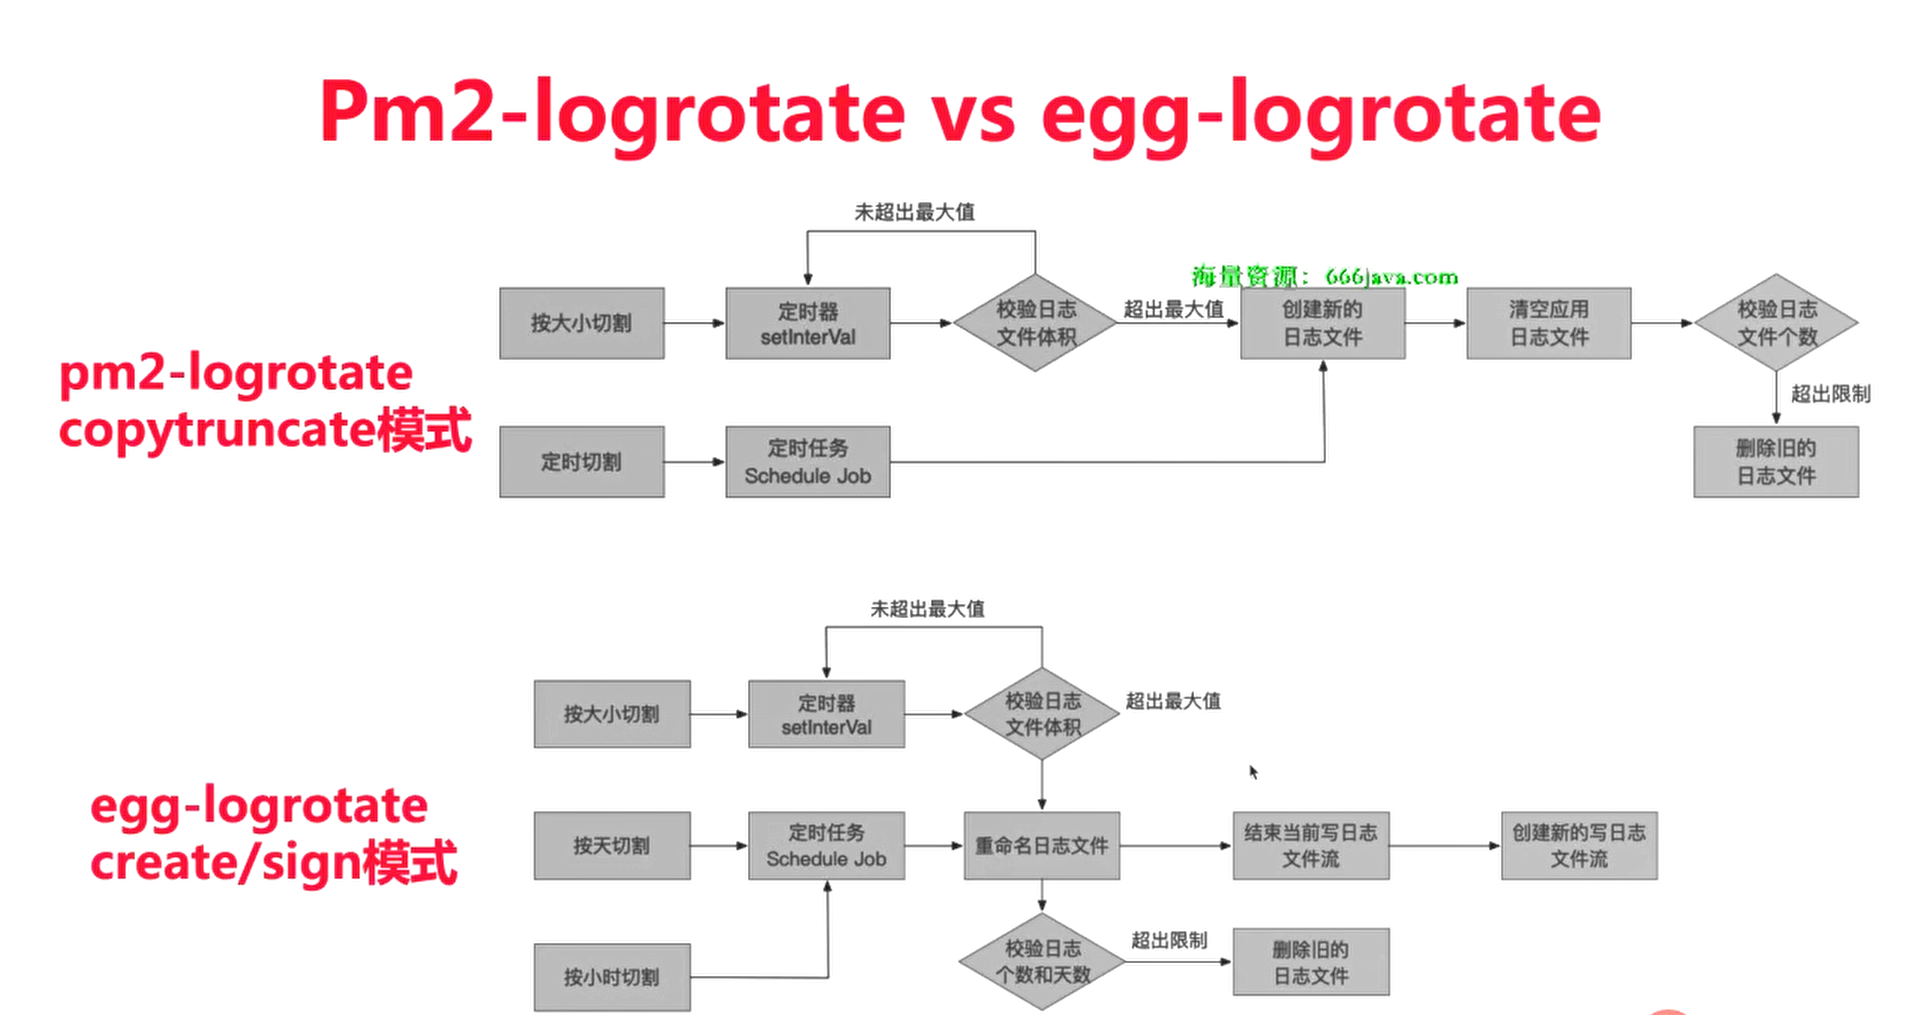 Pm2-logrotate vs egg-logrotate
未超出最大值
海量资源：666java.com
按大小切割
定时器
setInterVal
校验日志
文件体积
超出最大值
创建新的
日志文件
清空应用
日志文件
校验日志
文件个数
pm2-logrotate
copytruncate模式
超出限制
定时切割
定时任务
Schedule Job
删除旧的
日志文件
未超出最大值
按大小切割
定时器
setInterVal
校验日志
文件体积
超出最大值
egg-logrotate
create/sign模式
按天切割
定时任务
Schedule Job
重命名日志文件
结束当前写日志
文件流
创建新的写日志
文件流
按小时切割
校验日志
个数和天数
超出限制
删除旧的
日志文件